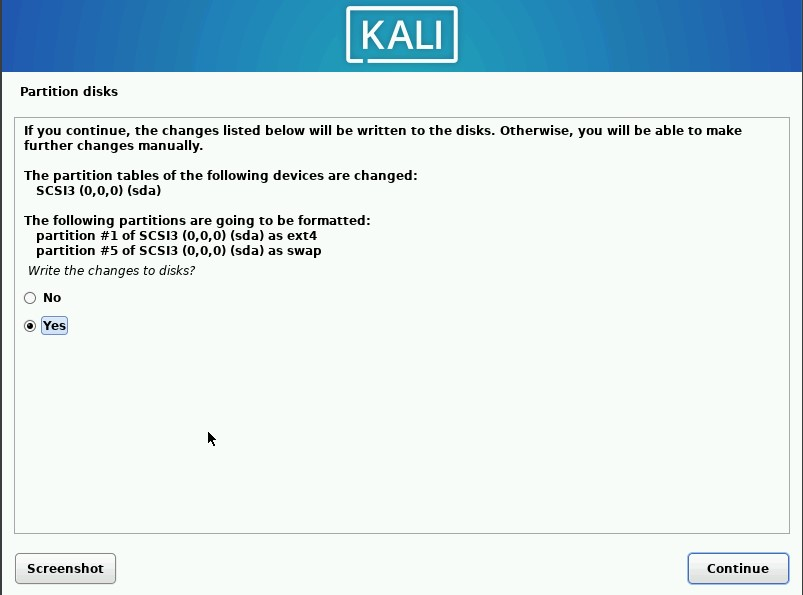 KALI
Partition disks
If you continue, the changes listed below will be written to the disks. Otherwise, you will be able to make
further changes manually.
The partition tables of the following devices are changed:
SCSI3 (0,0,0) (sda)
The following partitions are going to be formatted:
partition #1 of SCSI3 (0,0,0) (sda) as ext4
partition #5 of SCSI3 (0,0,0) (sda) as swap
Write the changes to disks?
No
Yes
Screenshot
Continue